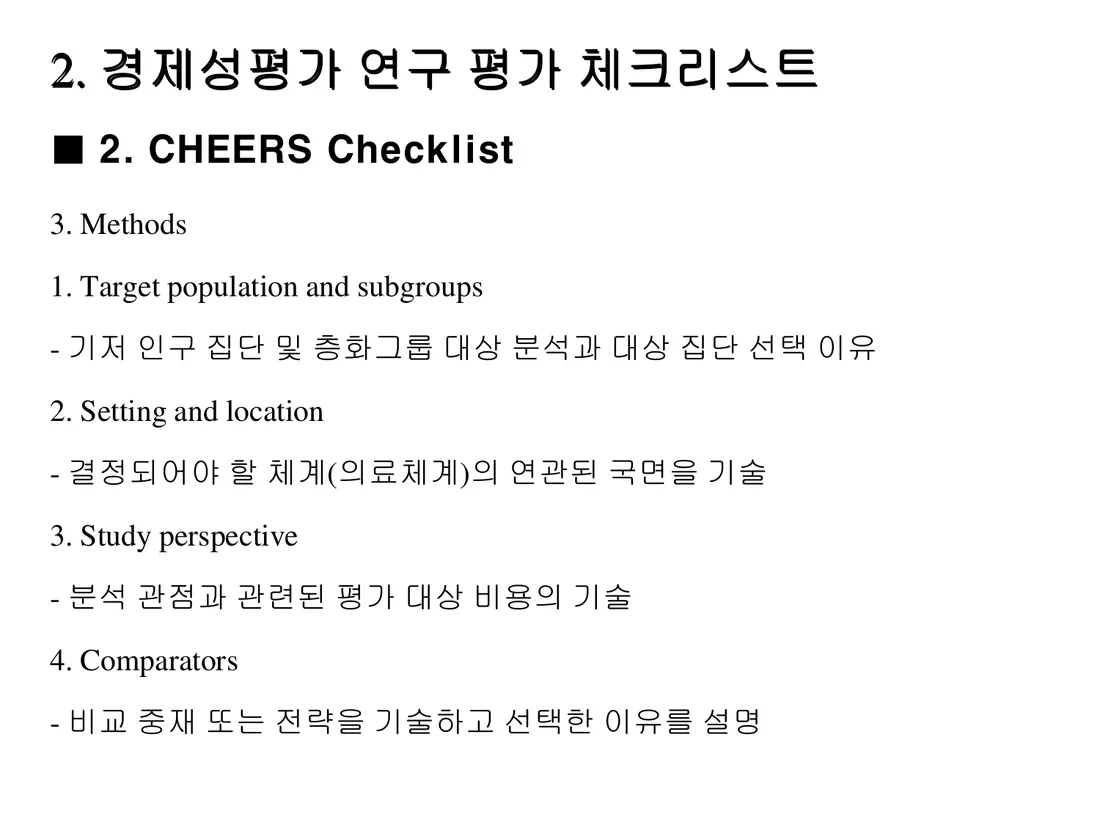 2. 경제성평가 연구 평가 체크리스트
■ 2. CHEERS Checklist
3. Methods
1. Target population and subgroups
- 기저 인구 집단 및 층화그룹 대상 분석과 대상 집단 선택 이유
2. Setting and location
- 결정되어야 할 체계(의료체계)의 연관된 국면을 기술
3. Study perspective
- 분석 관점과 관련된 평가 대상 비용의 기술
4. Comparators
- 비교 중재 또는 전략을 기술하고 선택한 이유를 설명